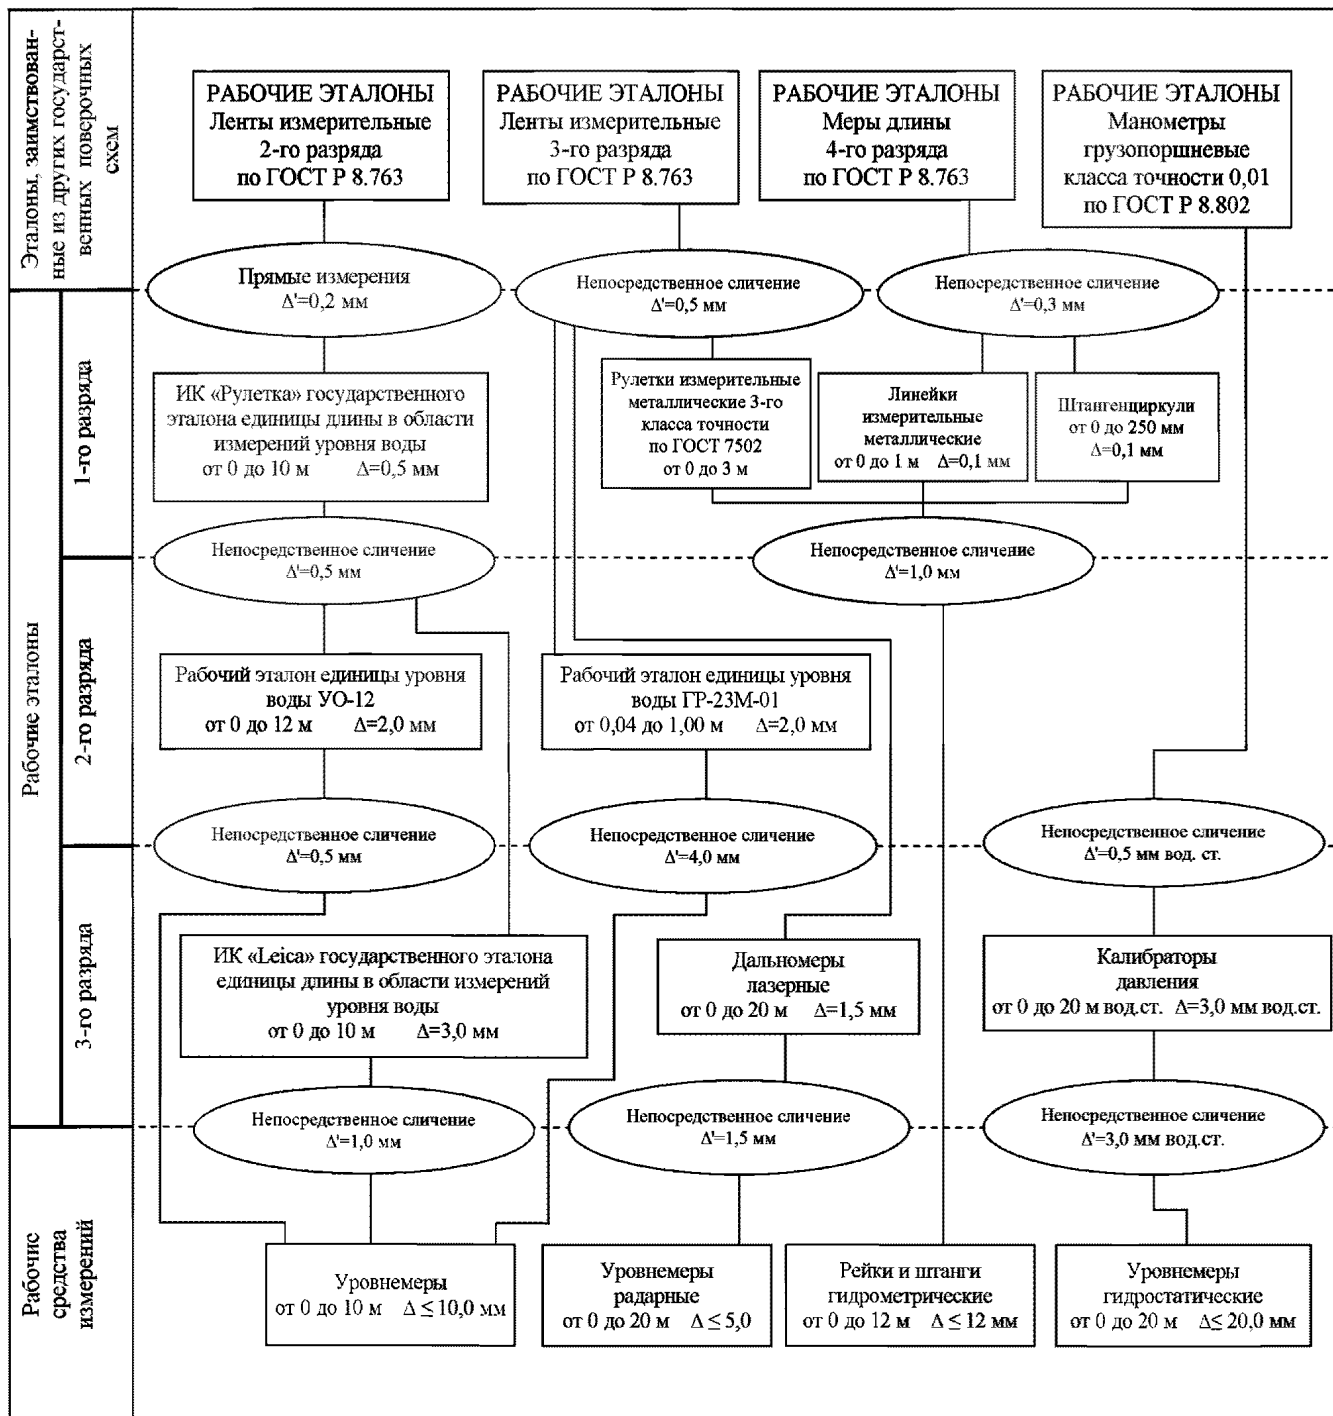 Эталоны, заимствован-
ные из других государст-
венных поверочных
схем
РАБОЧИЕ ЭТАЛОНЫ
Ленты измерительные
2-го разряда
по ГОСТ Р 8.763
РАБОЧИЕ ЭТАЛОНЫ
Ленты измерительные
3-го разряда
по ГОСТ Р 8.763
РАБОЧИЕ ЭТАЛОНЫ
Меры длины
4-го разряда
по ГОСТ Р 8.763
РАБОЧИЕ ЭТАЛОНЫ
Манометры
грузопоршневые
класса точности 0,01
по ГОСТ Р 8.802
Прямые измерения
Δ'=0,2 мм
Непосредственное сличение
Δ'=0,5 мм
Непосредственное сличение
Δ'=0,3 мм
Рабочие эталоны
1-го разряда
ИК «Рулетка» государственного
эталона единицы длины в области
измерений уровня воды
от 0 до 10 м Δ=0,5 мм
Рулетки измерительные
металлические 3-го
класса точности
по ГОСТ 7502
от 0 до 3 м
Линейки
измерительные
металлические
от 0 до 1 м Δ=0,1 мм
Штангенциркули
от 0 до 250 мм
Δ=0,1 мм
Непосредственное сличение
Δ'=0,5 мм
Непосредственное сличение
Δ'=1,0 мм
2-го разряда
Рабочий эталон единицы уровня
воды УО-12
от 0 до 12 м Δ=2,0 мм
Рабочий эталон единицы уровня
воды ГР-23М-01
от 0,04 до 1,00 м Δ=2,0 мм
Непосредственное сличение
Δ'=0,5 мм
Непосредственное сличение
Δ'=4,0 мм
Непосредственное сличение
Δ'=0,5 мм вод. ст.
3-го разряда
ИК «Leica» государственного эталона
единицы длины в области измерений
уровня воды
от 0 до 10 м Δ=3,0 мм
Дальномеры
лазерные
от 0 до 20 м Δ=1,5 мм
Калибраторы
давления
от 0 до 20 м вод.ст. Δ=3,0 мм вод.ст.
Непосредственное сличение
Δ'=1,0 мм
Непосредственное сличение
Δ'=1,5 мм
Непосредственное сличение
Δ'=3,0 мм вод.ст.
Рабочие
средства
измерений
Уровнемеры
от 0 до 10 м Δ ≤ 10,0 мм
Уровнемеры
радарные
от 0 до 20 м Δ ≤ 5,0
Рейки и штанги
гидрометрические
от 0 до 12 м Δ ≤ 12 мм
Уровнемеры
гидростатические
от 0 до 20 м Δ≤ 20,0 мм